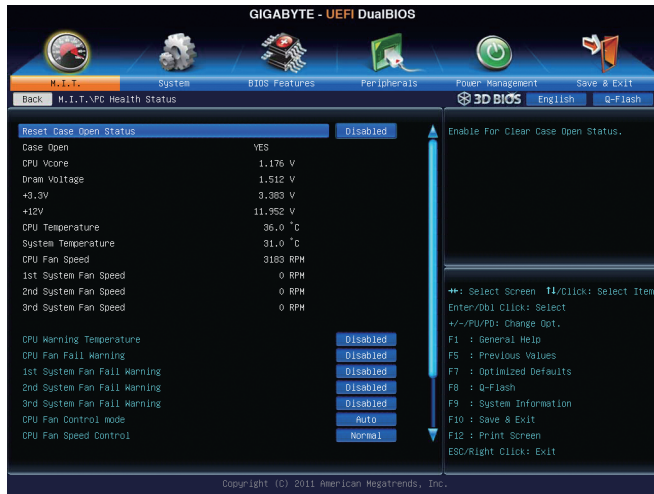 GIGABYTE - UEFI DualBIOS
M.I.T. System BIOS Features Peripherals Power Management Save & Exit
Back M.I.T.\PC Health Status 3D BIOS English Q-Flash
Reset Case Open Status Disabled
Case Open YES
CPU Vcore 1.176 V
Dram Voltage 1.512 V
+3.3V 3.383 V
+12V 11.952 V
CPU Temperature 36.0 °C
System Temperature 31.0 °C
CPU Fan Speed 3183 RPM
1st System Fan Speed 0 RPM
2nd System Fan Speed 0 RPM
3rd System Fan Speed 0 RPM
CPU Warning Temperature Disabled
CPU Fan Fail Warning Disabled
1st System Fan Fail Warning Disabled
2nd System Fan Fail Warning Disabled
3rd System Fan Fail Warning Disabled
CPU Fan Control mode Auto
CPU Fan Speed Control Normal
Enable For Clear Case Open Status.
→←: Select Screen ↑↓/Click: Select Item
Enter/Dbl Click: Select
+/-/PU/PD: Change Opt.
F1 : General Help
F5 : Previous Values
F7 : Optimized Defaults
F8 : Q-Flash
F9 : System Information
F10 : Save & Exit
F12 : Print Screen
ESC/Right Click: Exit
Copyright (C) 2011 American Megatrends, Inc.